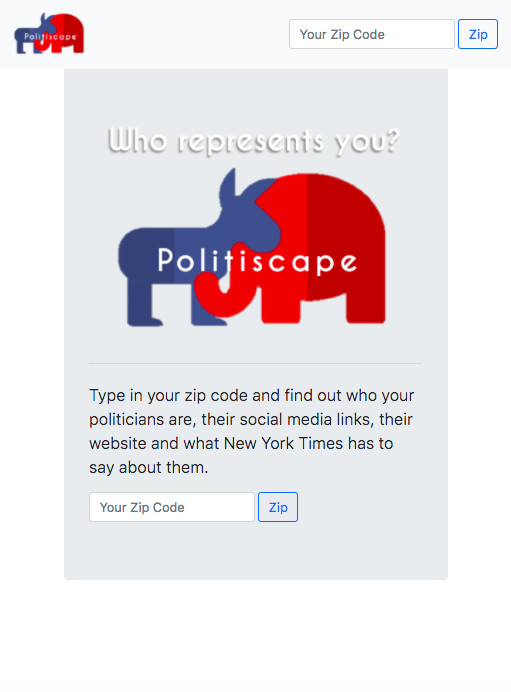 Politiscape
Your Zip Code
Zip
Who represents you?
Politiscape
Type in your zip code and find out who your
politicians are, their social media links, their
website and what New York Times has to
say about them.
Your Zip Code
Zip